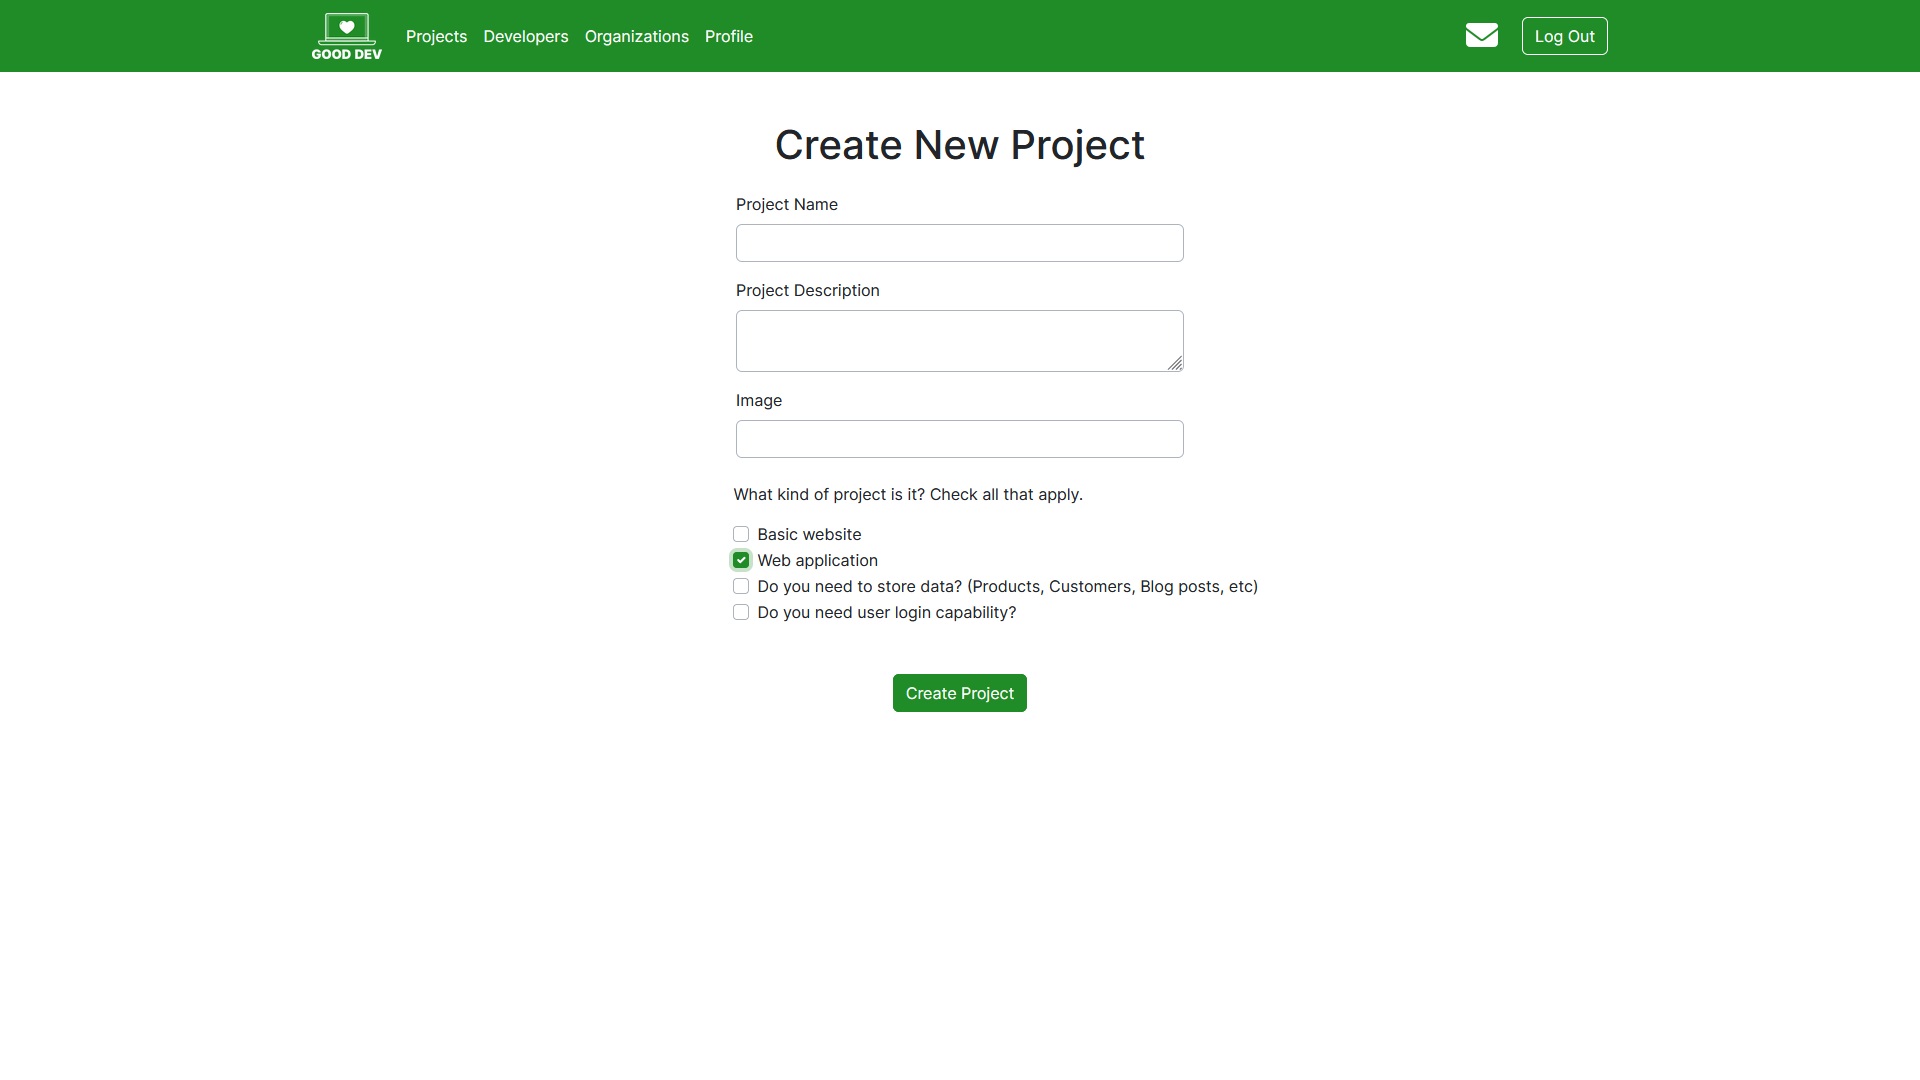 GOOD DEV
Projects Developers Organizations Profile
Log Out
Create New Project
Project Name
Project Description
Image
What kind of project is it? Check all that apply.
Basic website
Web application
Do you need to store data? (Products, Customers, Blog posts, etc)
Do you need user login capability?
Create Project